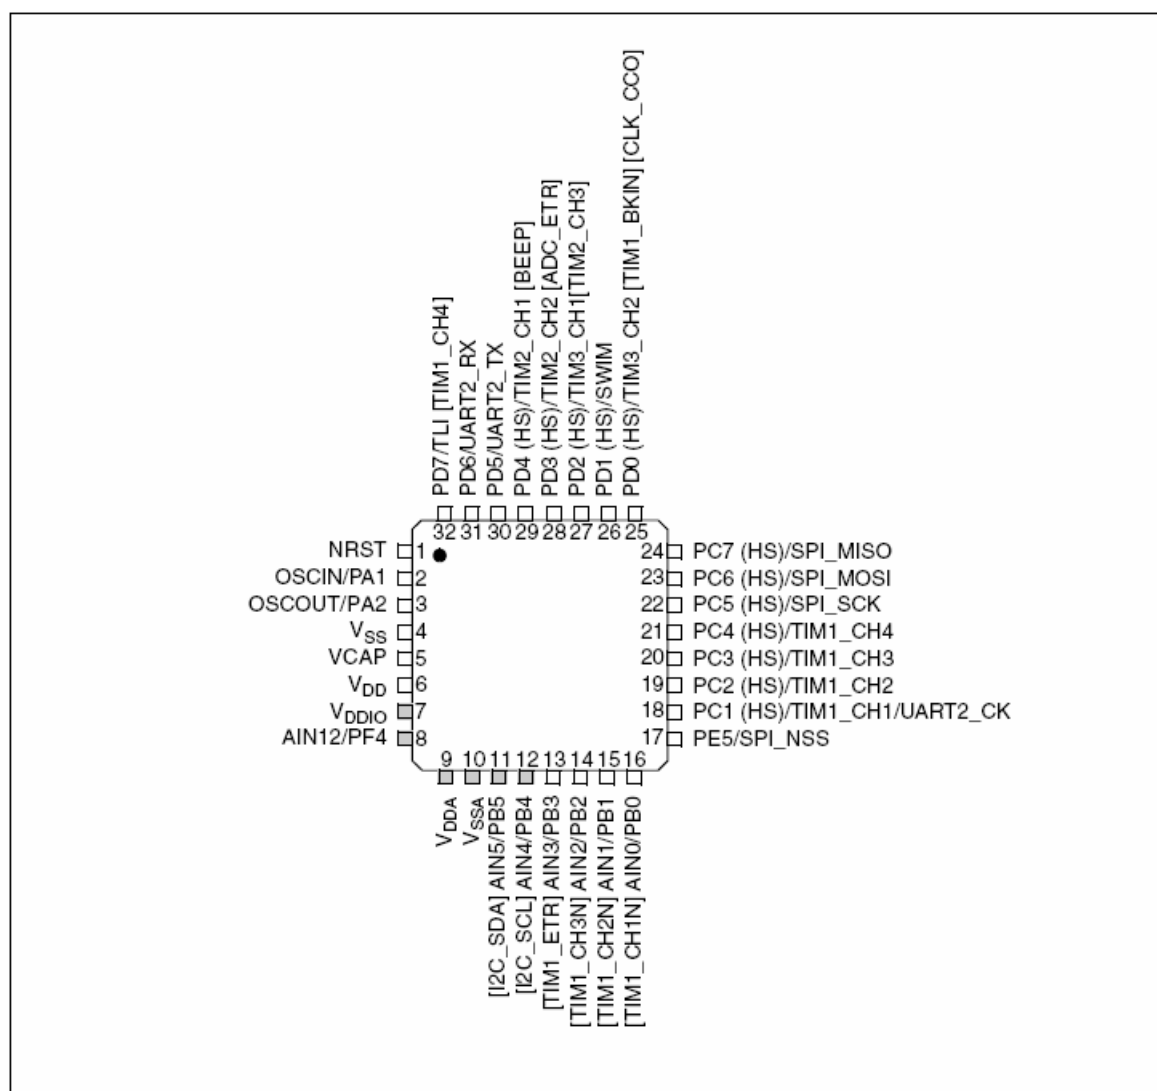 PD7/TLI [TIM1_CH4]
PD6/UART2_RX
PD5/UART2_TX
PD4 (HS)/TIM2_CH1 [BEEP]
PD3 (HS)/TIM2_CH2 [ADC_ETR]
PD2 (HS)/TIM3_CH1[TIM2_CH3]
PD1 (HS)/SWIM
PD0 (HS)/TIM3_CH2 [TIM1_BKIN] [CLK_CCO]
32 31 30 29 28 27 26 25
NRST 1
OSCIN/PA1 2
OSCOUT/PA2 3
VSS 4
VCAP 5
VDD 6
VDDIO 7
AIN12/PF4 8
24 PC7 (HS)/SPI_MISO
23 PC6 (HS)/SPI_MOSI
22 PC5 (HS)/SPI_SCK
21 PC4 (HS)/TIM1_CH4
20 PC3 (HS)/TIM1_CH3
19 PC2 (HS)/TIM1_CH2
18 PC1 (HS)/TIM1_CH1/UART2_CK
17 PE5/SPI_NSS
9 10 11 12 13 14 15 16
VDDA
VSSA
[I2C_SDA] AIN5/PB5
[I2C_SCL] AIN4/PB4
[TIM1_ETR] AIN3/PB3
[TIM1_CH3N] AIN2/PB2
[TIM1_CH2N] AIN1/PB1
[TIM1_CH1N] AIN0/PB0